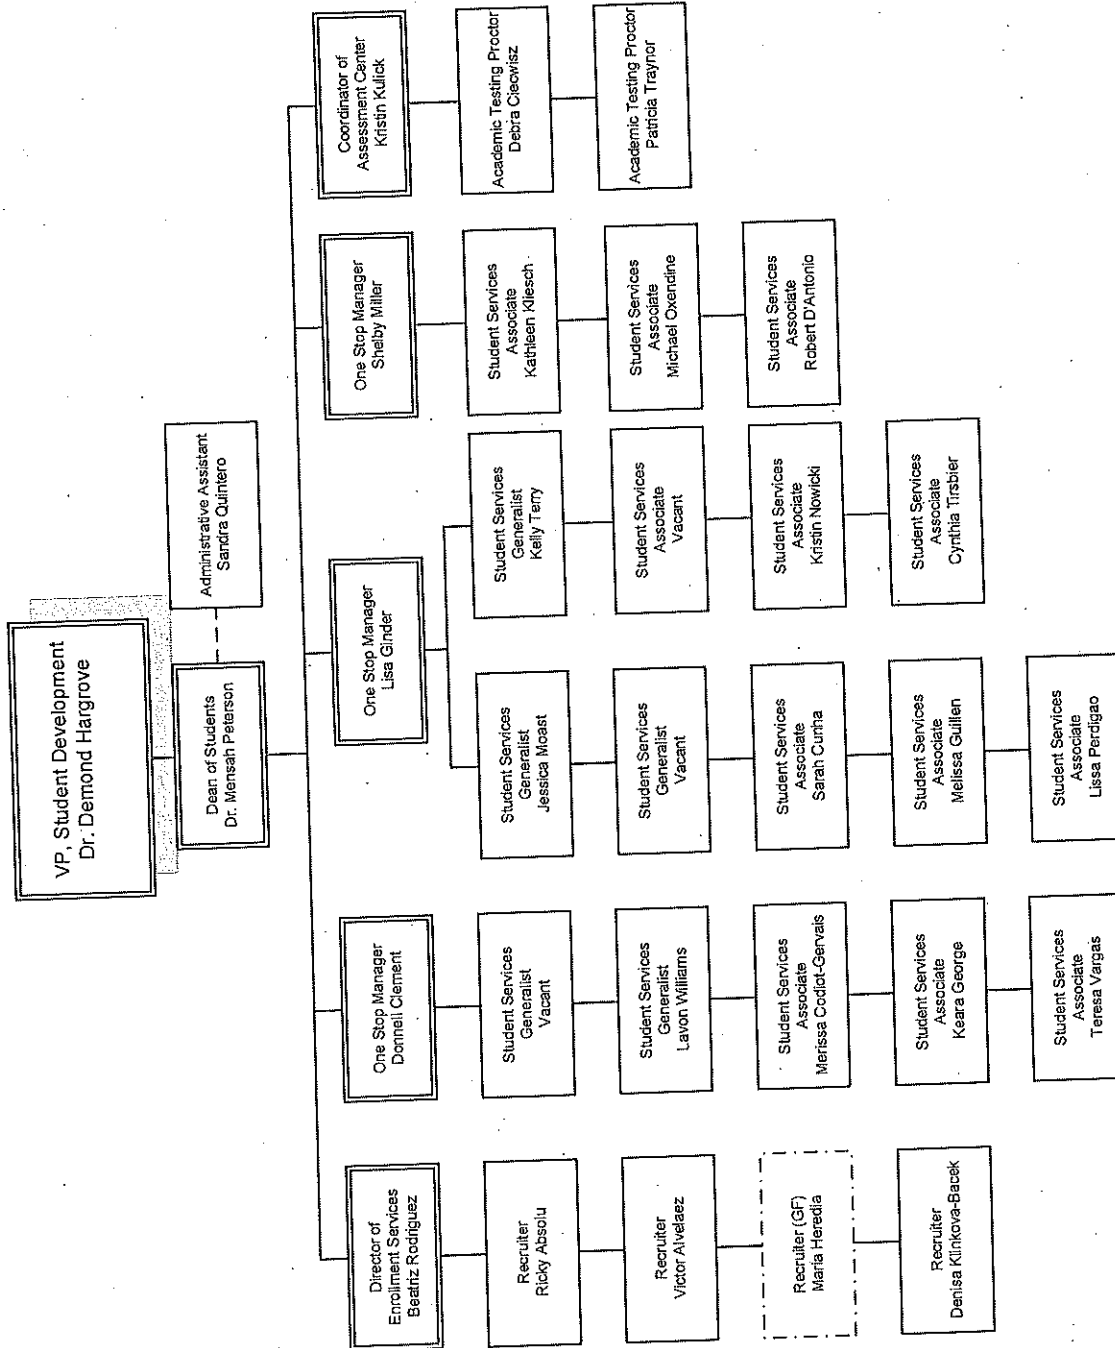 VP, Student Development
Dr. Demond Hargrove
Dean of Students
Dr. Mensah Peterson
Administrative Assistant
Sandra Quintero
Director of
Enrollment Services
Beatriz Rodriguez
Recruiter
Ricky Absolu
Recruiter
Victor Alvelaez
Recruiter (GF)
Maria Heredia
Recruiter
Denisa Klinkova-Bacek
One Stop Manager
Donnell Clement
Student Services
Generalist
Vacant
Student Services
Generalist
Lavon Williams
Student Services
Associate
Merissa Codiot-Gervais
Student Services
Associate
Keara George
Student Services
Associate
Teresa Vargas
One Stop Manager
Lisa Ginder
Student Services
Generalist
Jessica Moast
Student Services
Generalist
Vacant
Student Services
Associate
Sarah Cunha
Student Services
Associate
Melissa Guillen
Student Services
Associate
Lissa Perdigao
Student Services
Generalist
Kelly Terry
Student Services
Associate
Vacant
Student Services
Associate
Kristin Nowicki
Student Services
Associate
Cynthia Tirsbier
One Stop Manager
Shelby Miller
Student Services
Associate
Kathleen Kliesch
Student Services
Associate
Michael Oxendine
Student Services
Associate
Robert D'Antonio
Coordinator of
Assessment Center
Kristin Kulick
Academic Testing Proctor
Debra Ciecwisz
Academic Testing Proctor
Patricia Traynor